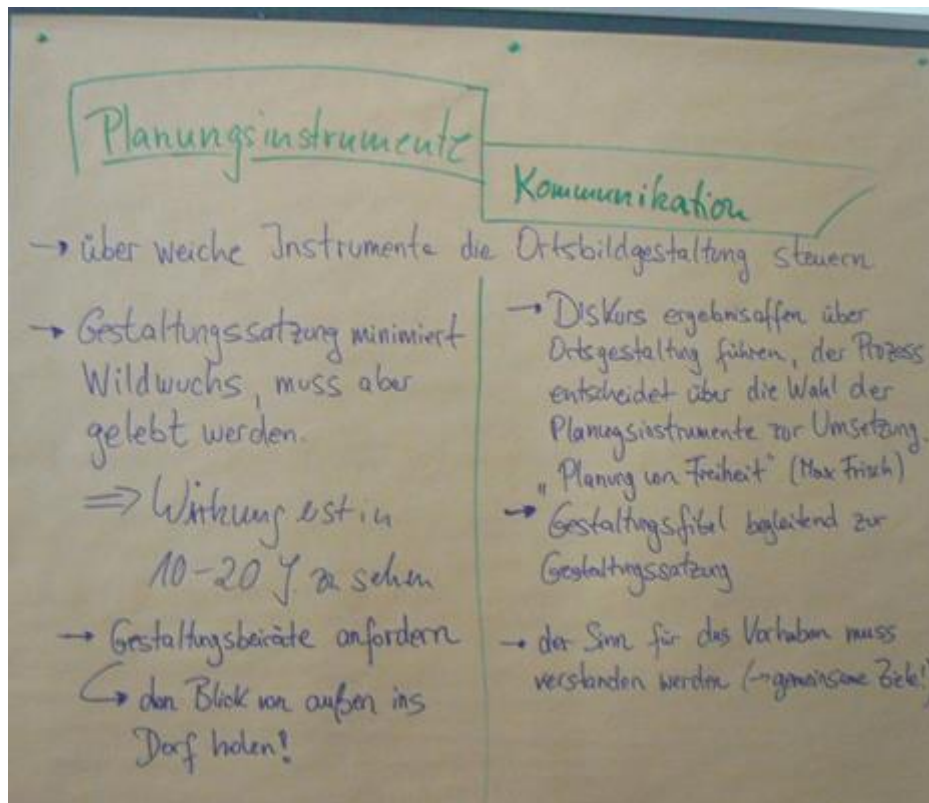 Planungsinstrumente
Kommunikation
→ über weiche Instrumente die Ortsbildgestaltung steuern
→ Gestaltungssatzung minimiert
Wildwuchs, muss aber
gelebt werden.
⇒ Wirkung erst in
10-20 J. zu sehen
→ Gestaltungsbeiräte anfordern
↳ den Blick von außen ins
Dorf holen!
→ Diskurs ergebnisoffen über
Ortsgestaltung führen, der Prozess
entscheidet über die Wahl der
Planungsinstrumente zur Umsetzung.
„Planung von Freiheit" (Max Frisch)
→ Gestaltungsfibel begleitend zur
Gestaltungssatzung
→ der Sinn für das Vorhaben muss
verstanden werden (→ gemeinsame Ziele!)